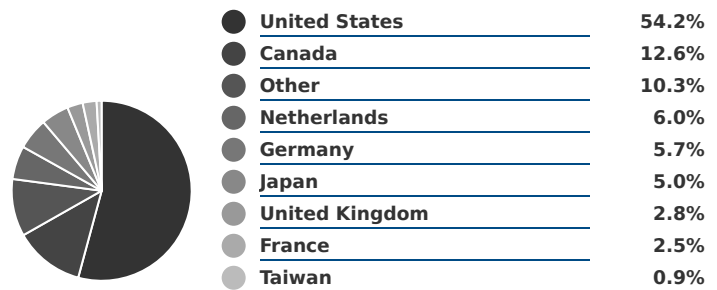 United States 54.2%
Canada 12.6%
Other 10.3%
Netherlands 6.0%
Germany 5.7%
Japan 5.0%
United Kingdom 2.8%
France 2.5%
Taiwan 0.9%